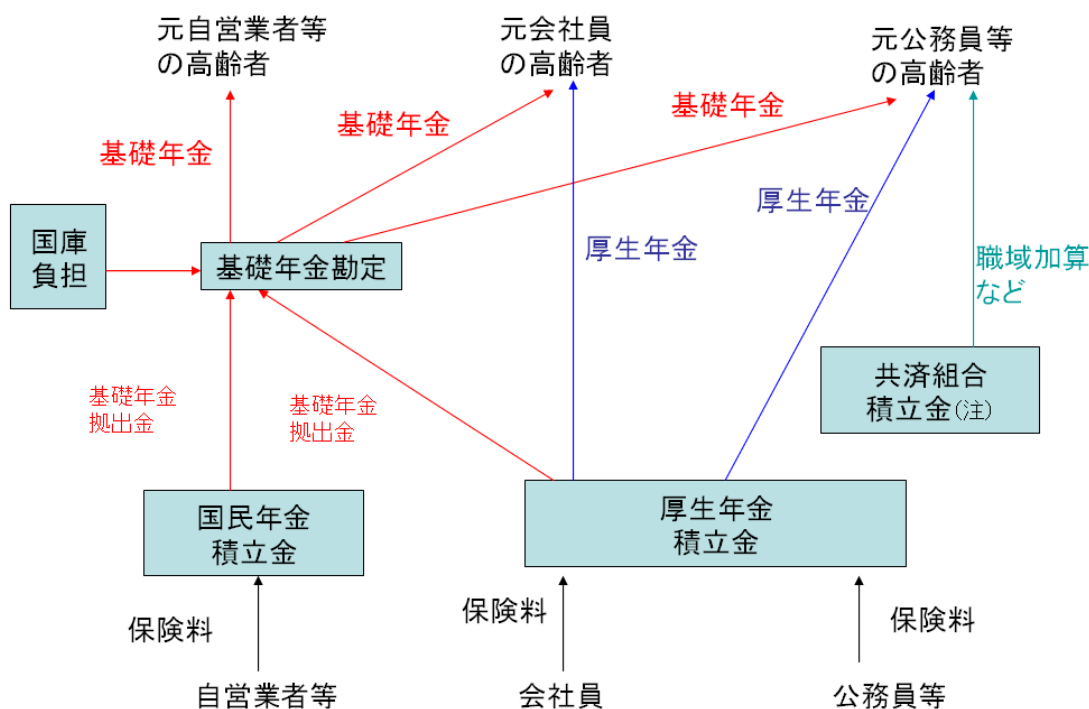 元自営業者等
の高齢者
元会社員
の高齢者
元公務員等
の高齢者
基礎年金
基礎年金
基礎年金
国庫
負担
基礎年金勘定
厚生年金
厚生年金
職域加算
など
共済組合
積立金(注)
基礎年金
拠出金
基礎年金
拠出金
国民年金
積立金
厚生年金
積立金
保険料
保険料
保険料
自営業者等
会社員
公務員等